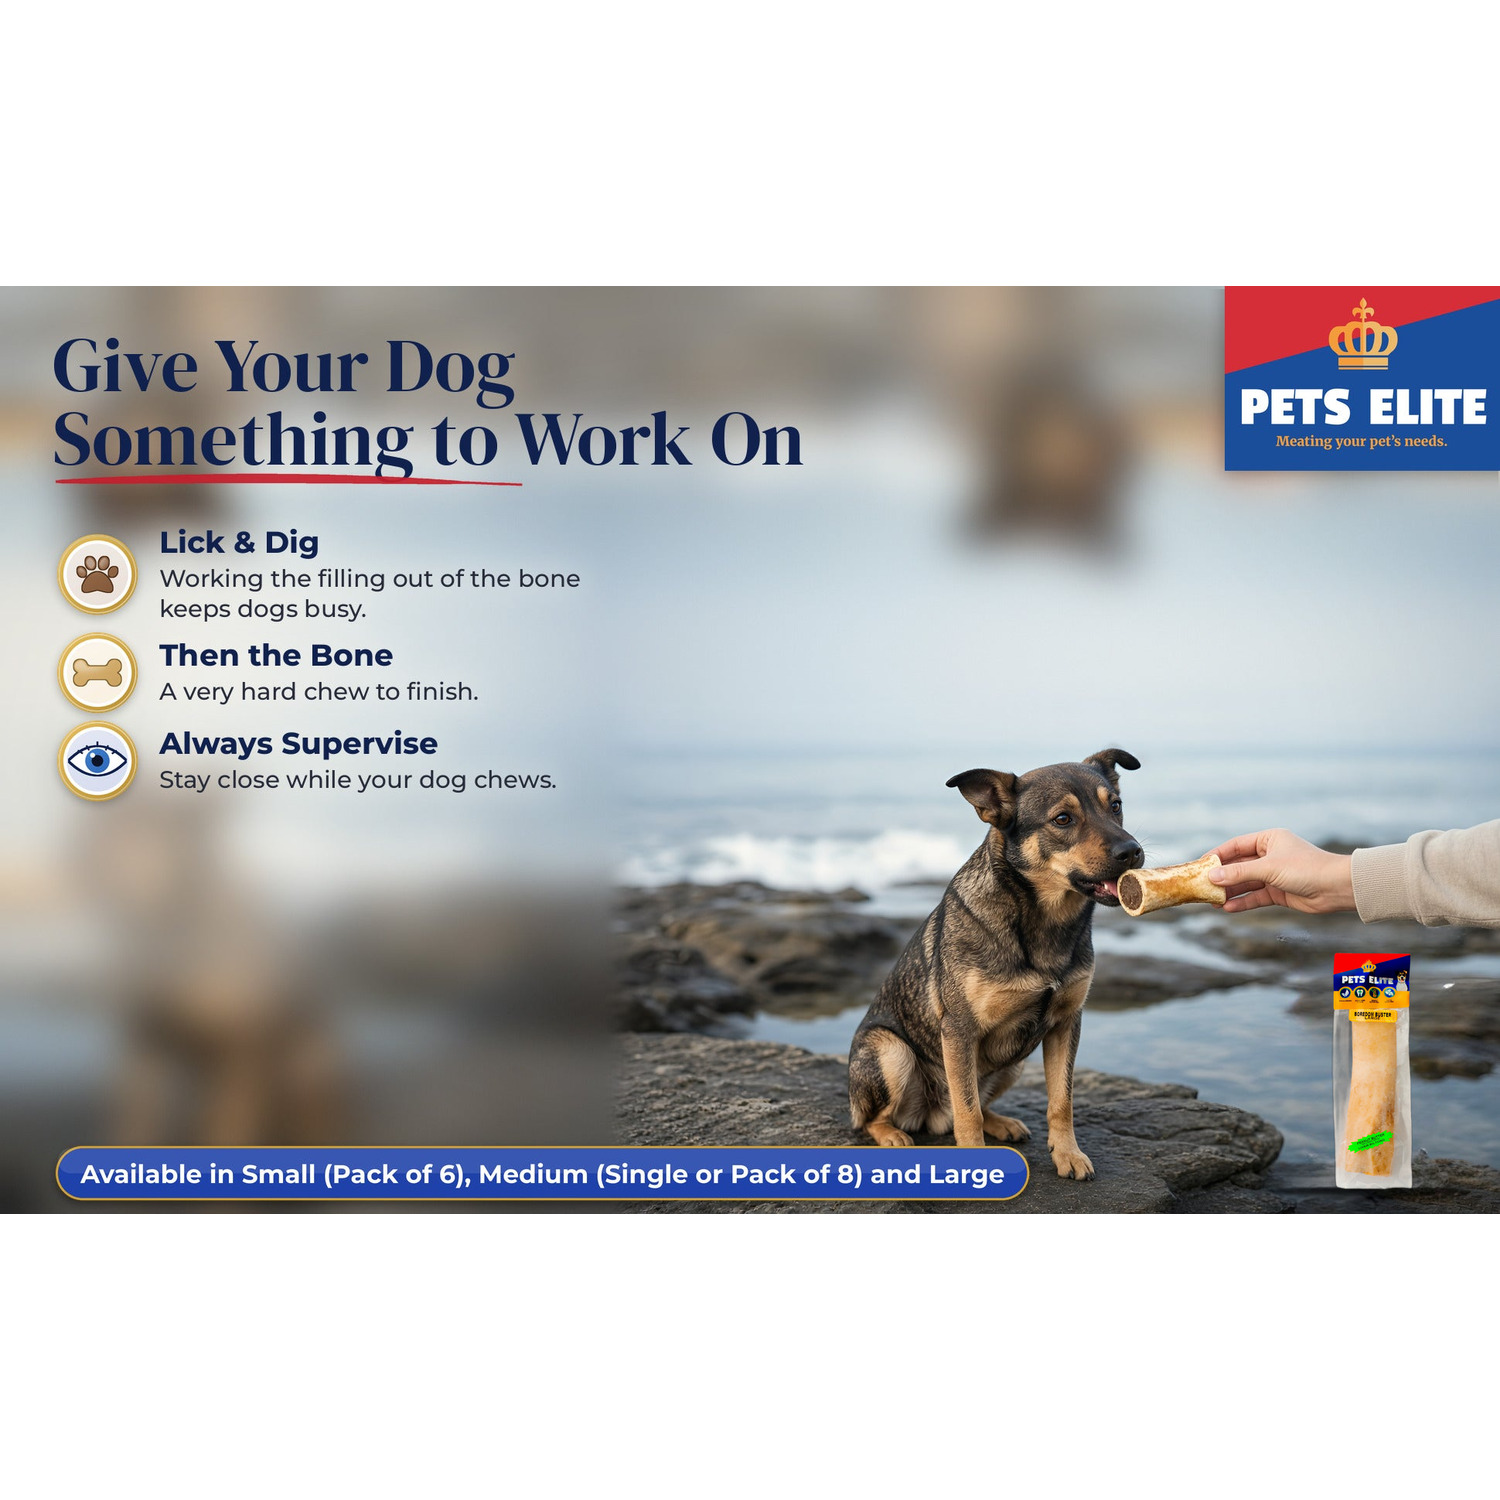 Give Your Dog
Something to Work On
PETS ELITE
Meating your pet's needs.
Lick & Dig
Working the filling out of the bone
keeps dogs busy.
Then the Bone
A very hard chew to finish.
Always Supervise
Stay close while your dog chews.
PETS ELITE
BOREDOM BUSTER
Available in Small (Pack of 6), Medium (Single or Pack of 8) and Large